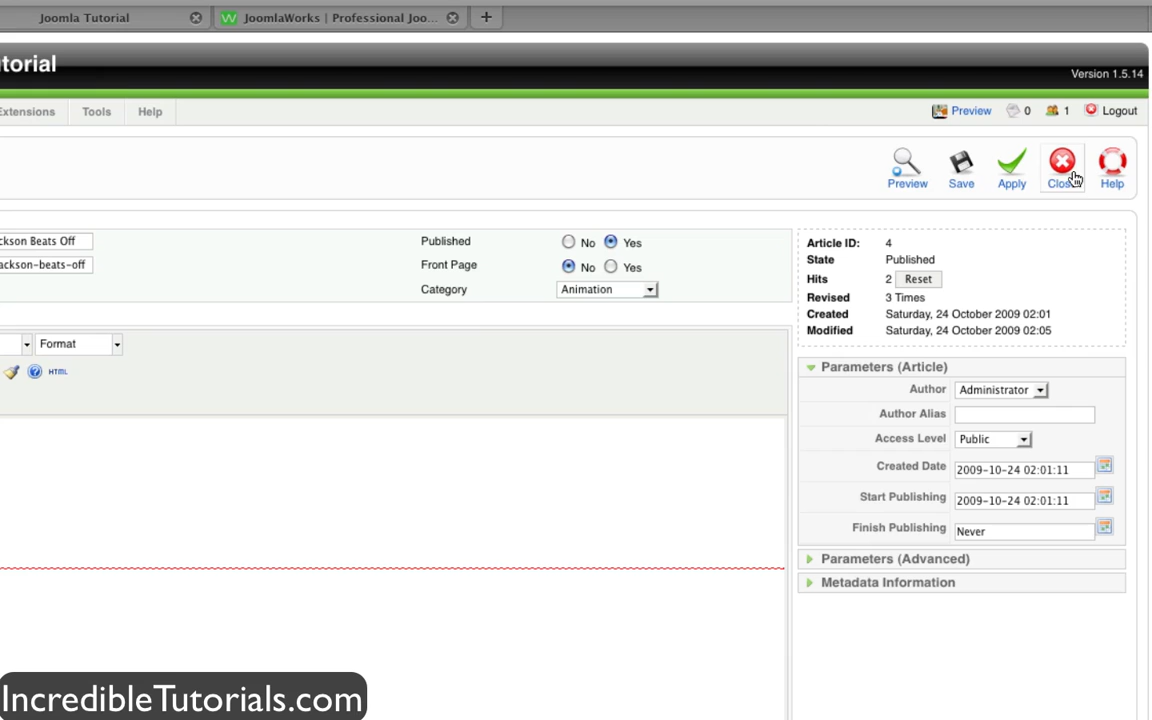 Joomla Tutorial
JoomlaWorks | Professional Joo...
torial
Version 1.5.14
Extensions Tools Help
Preview 0 1 Logout
Preview Save Apply Help
ckson Beats Off
ackson-beats-off
Published No Yes
Front Page No Yes
Category Animation
Format
HTML
Article ID: 4
State Published
Hits 2 Reset
Revised 3 Times
Created Saturday, 24 October 2009 02:01
Modified Saturday, 24 October 2009 02:05
Parameters (Article)
Author Administrator
Author Alias
Access Level Public
Created Date 2009-10-24 02:01:11
Start Publishing 2009-10-24 02:01:11
Finish Publishing Never
Parameters (Advanced)
Metadata Information
IncredibleTutorials.com